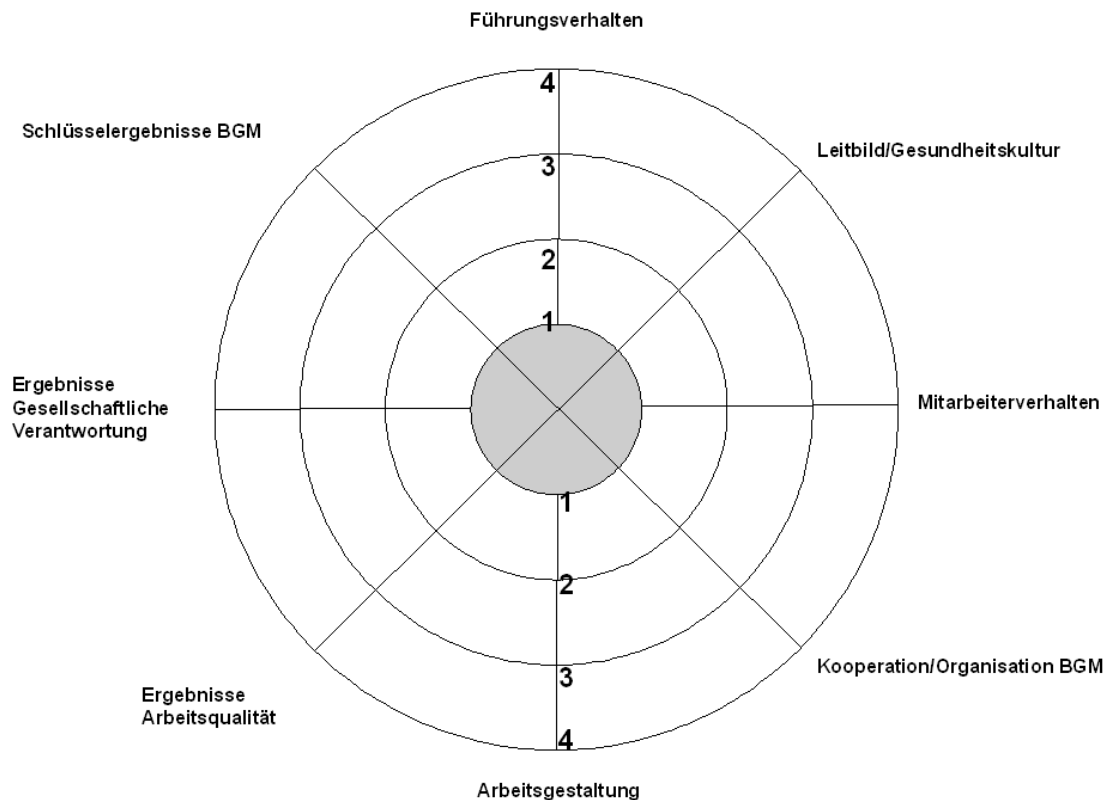 Führungsverhalten
4
Schlüsselergebnisse BGM
Leitbild/Gesundheitskultur
3
2
1
Ergebnisse
Gesellschaftliche
Verantwortung
Mitarbeiterverhalten
1
2
Kooperation/Organisation BGM
3
Ergebnisse
Arbeitsqualität
4
Arbeitsgestaltung